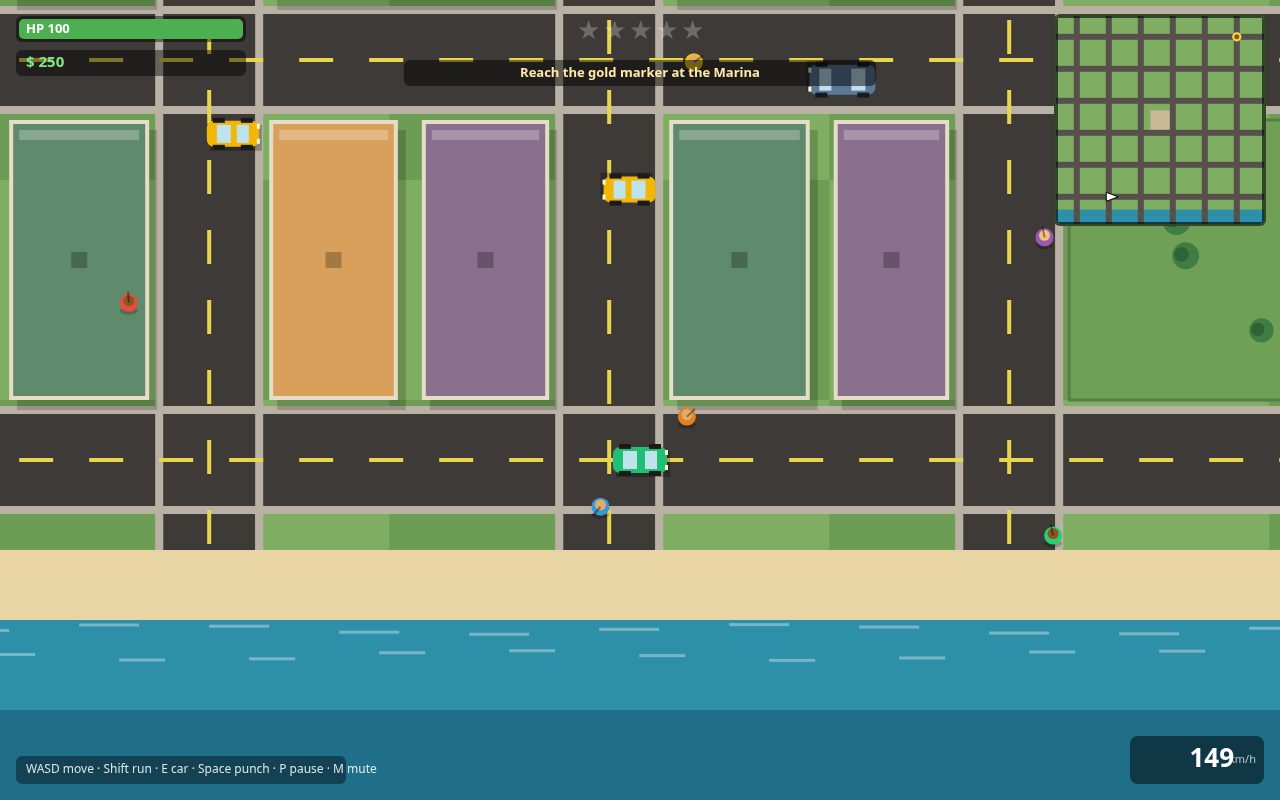 HP 100
$ 250
Reach the gold marker at the Marina
WASD move · Shift run · E car · Space punch · P pause · M mute
149 km/h